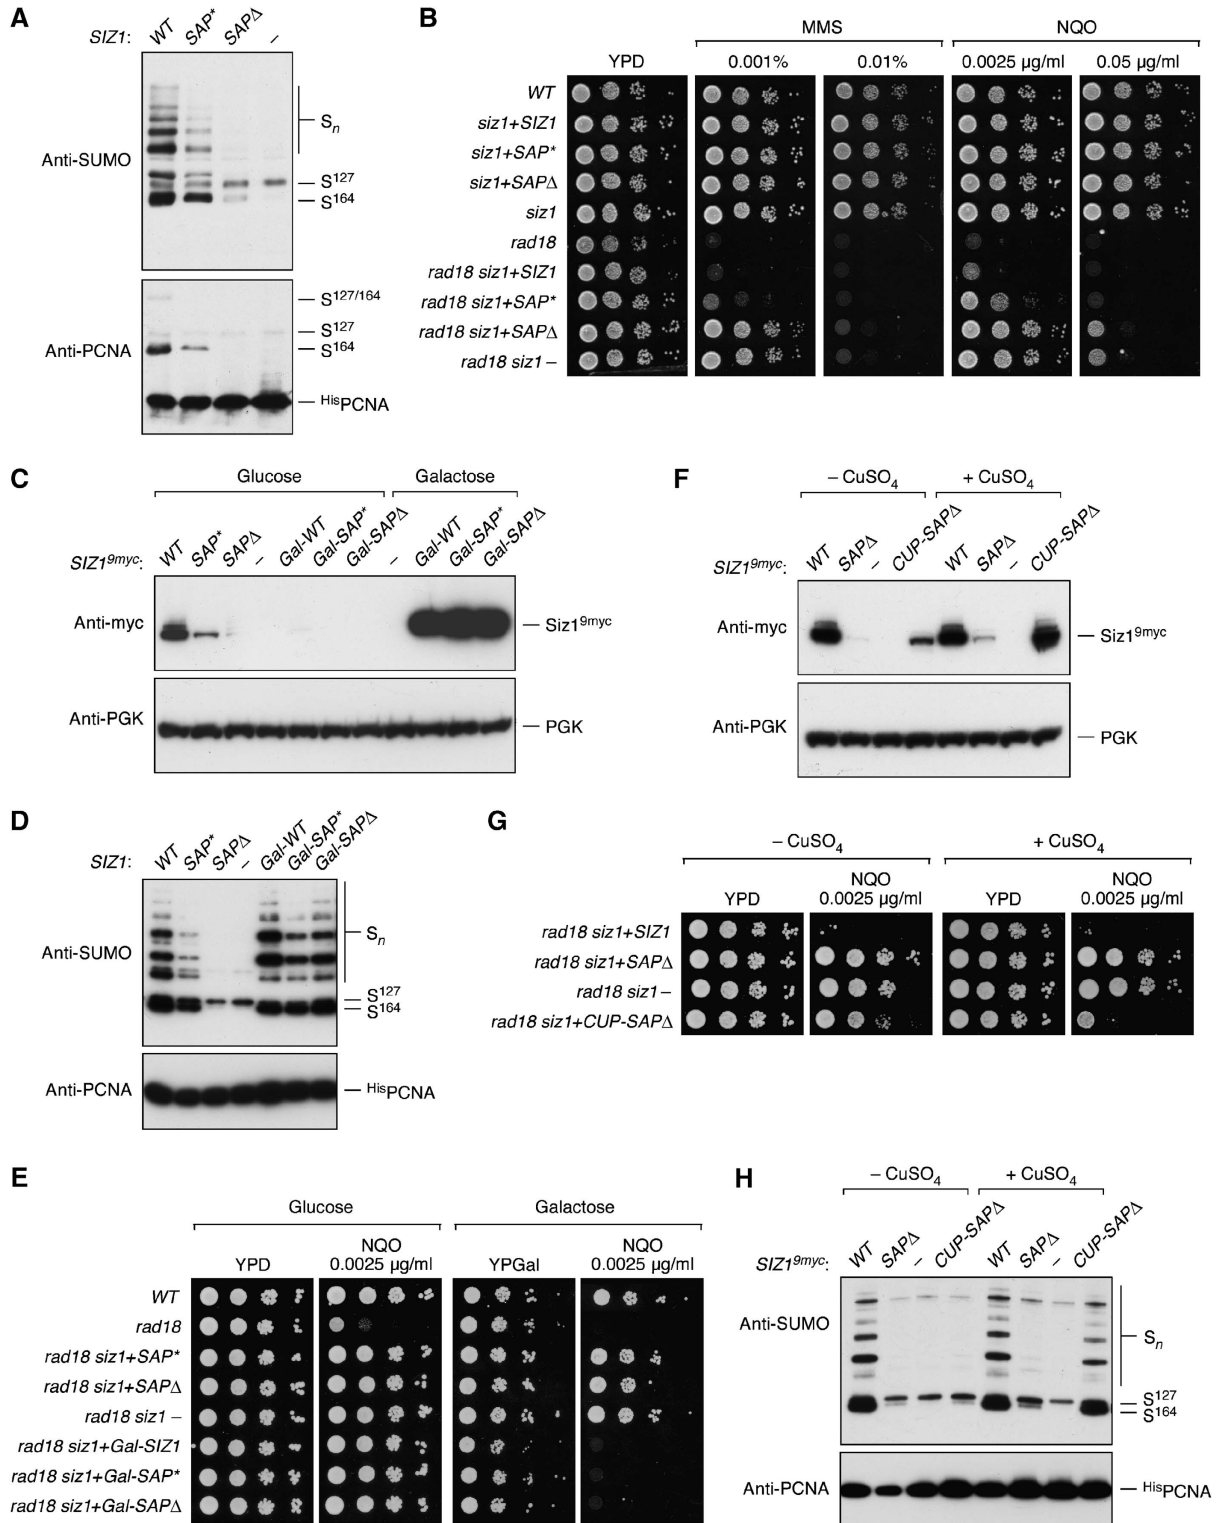 A
SIZ1: WT SAP* SAPΔ –
Anti-SUMO
Sn
S127
S164
Anti-PCNA
S127/164
S127
S164
HisPCNA
B
MMS NQO
YPD 0.001% 0.01% 0.0025 µg/ml 0.05 µg/ml
WT
siz1+SIZ1
siz1+SAP*
siz1+SAPΔ
siz1
rad18
rad18 siz1+SIZ1
rad18 siz1+SAP*
rad18 siz1+SAPΔ
rad18 siz1–
C
Glucose Galactose
SIZ19myc: WT SAP* SAPΔ – Gal-WT Gal-SAP* Gal-SAPΔ – Gal-WT Gal-SAP* Gal-SAPΔ
Anti-myc
Siz19myc
Anti-PGK
PGK
F
– CuSO4 + CuSO4
SIZ19myc: WT SAPΔ – CUP-SAPΔ WT SAPΔ – CUP-SAPΔ
Anti-myc
Siz19myc
Anti-PGK
PGK
D
SIZ1: WT SAP* SAPΔ – Gal-WT Gal-SAP* Gal-SAPΔ
Anti-SUMO
Sn
S127
S164
Anti-PCNA
HisPCNA
G
– CuSO4 + CuSO4
NQO NQO
YPD 0.0025 µg/ml YPD 0.0025 µg/ml
rad18 siz1+SIZ1
rad18 siz1+SAPΔ
rad18 siz1–
rad18 siz1+CUP-SAPΔ
E
Glucose Galactose
NQO NQO
YPD 0.0025 µg/ml YPGal 0.0025 µg/ml
WT
rad18
rad18 siz1+SAP*
rad18 siz1+SAPΔ
rad18 siz1 –
rad18 siz1+Gal-SIZ1
rad18 siz1+Gal-SAP*
rad18 siz1+Gal-SAPΔ
H
– CuSO4 + CuSO4
SIZ19myc: WT SAPΔ – CUP-SAPΔ WT SAPΔ – CUP-SAPΔ
Anti-SUMO
Sn
S127
S164
Anti-PCNA
HisPCNA